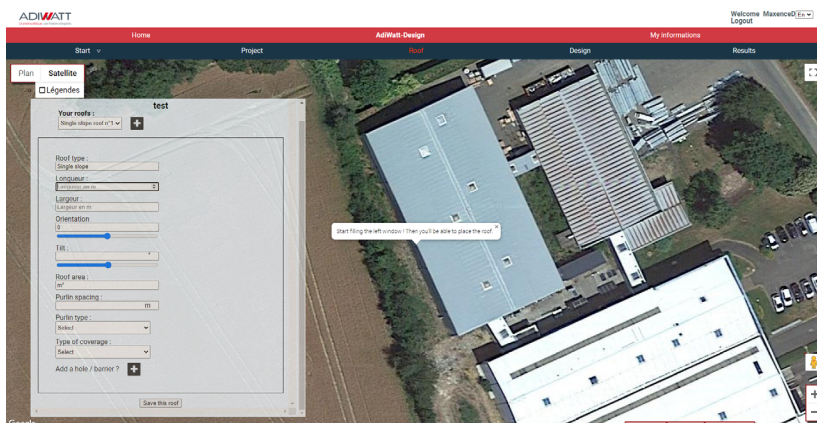 ADIWATT
Welcome MaxenceD En
Logout
Home AdiWatt-Design My informations
Start Project Roof Design Results
Plan Satellite
Légendes
test
Your roofs :
Single slope roof n°1
Roof type :
Single slope
Longueur :
Longueur en m
Largeur :
Largeur en m
Orientation
0
Tilt :
°
Roof area :
m²
Purlin spacing :
m
Purlin type :
Select
Type of coverage :
Select
Add a hole / barrier ?
Save this roof
Start filling the left window ! Then you'll be able to place the roof.
Google